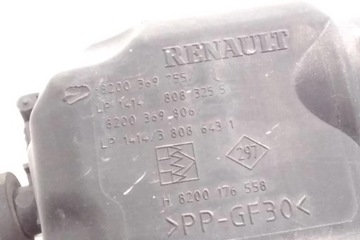 RENAULT
8200 369 755
LP 1414 808 325 5
8200 369 806
LP 1414/3 808 643 1
297
H 8200 176 558
>PP-GF30<